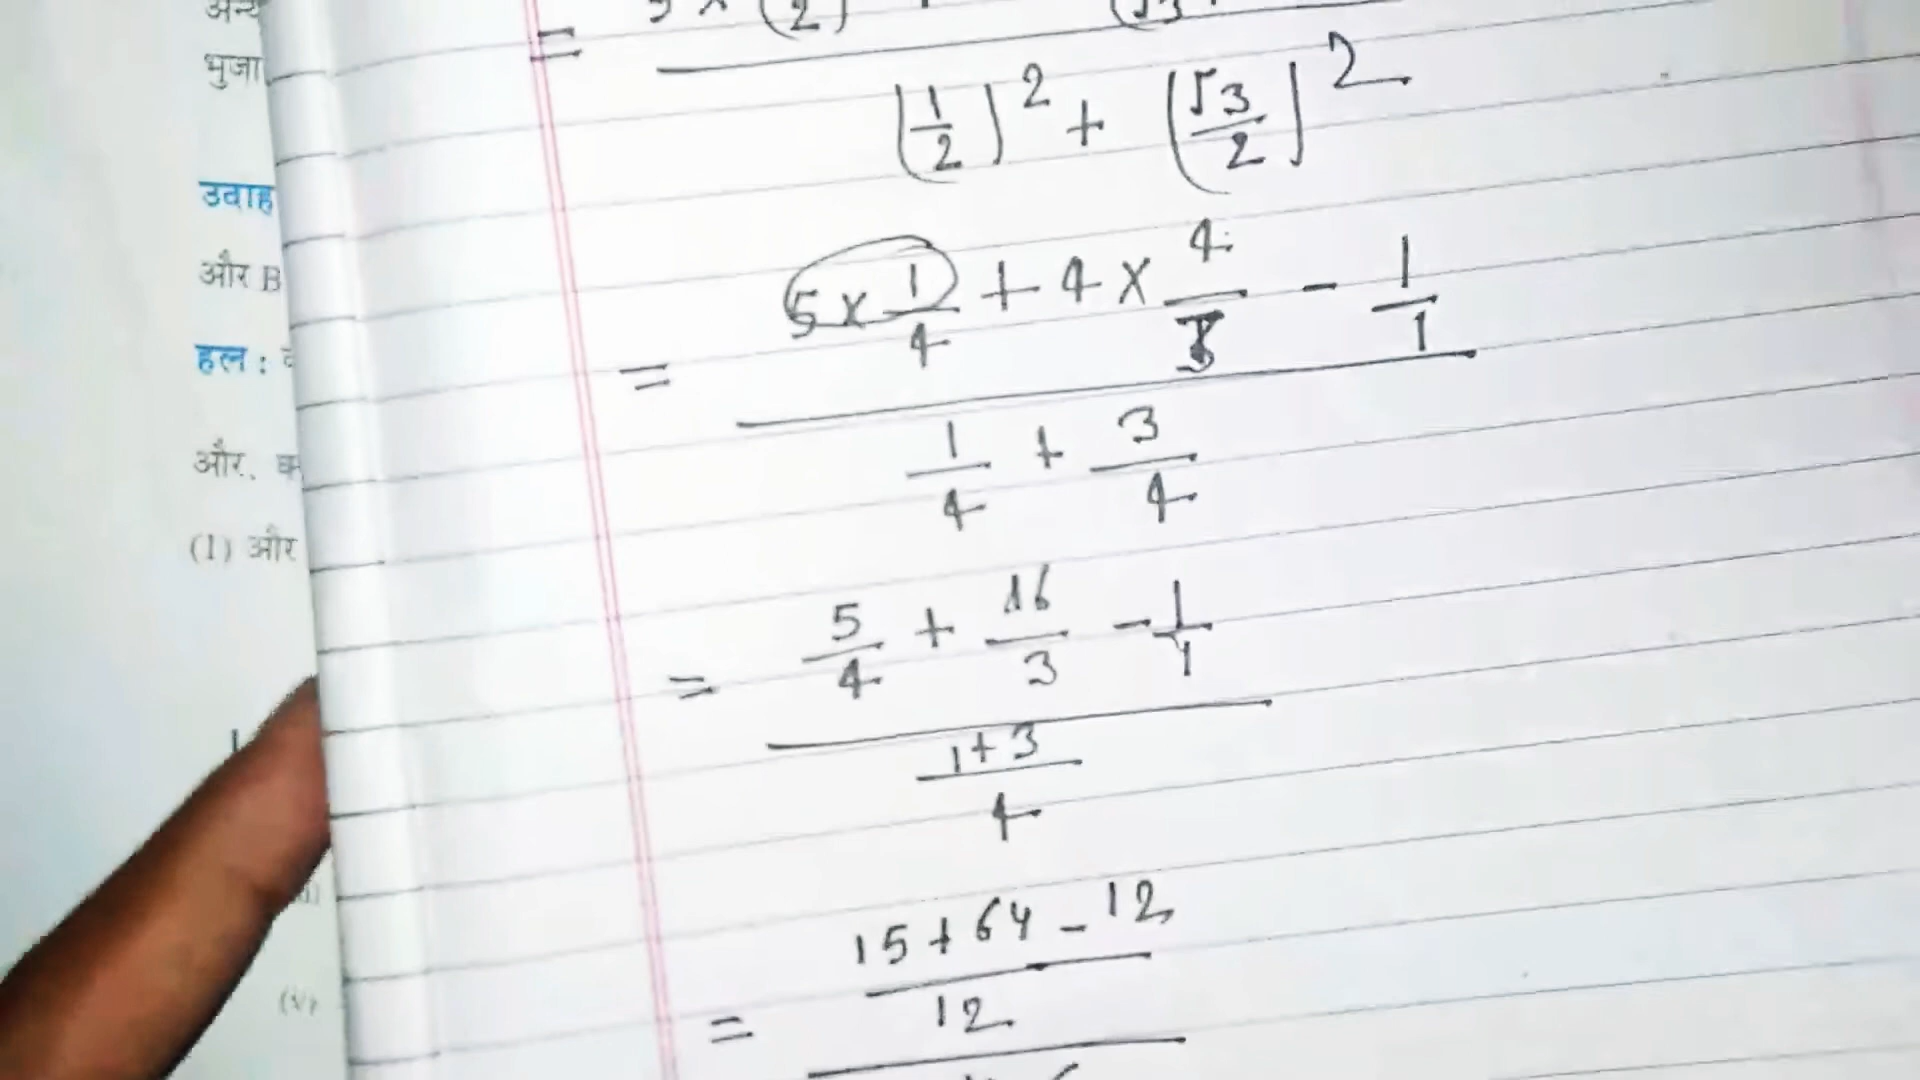 अन्य
भुजा
उदाह
और B
हल :
और,
(1) और
(v)
(1/2)² + (√3/2)²
= (5 × 1/4 + 4 × 4/3 - 1/1) / (1/4 + 3/4)
= (5/4 + 16/3 - 1/1) / ((1+3)/4)
= ((15 + 64 - 12)/12) /